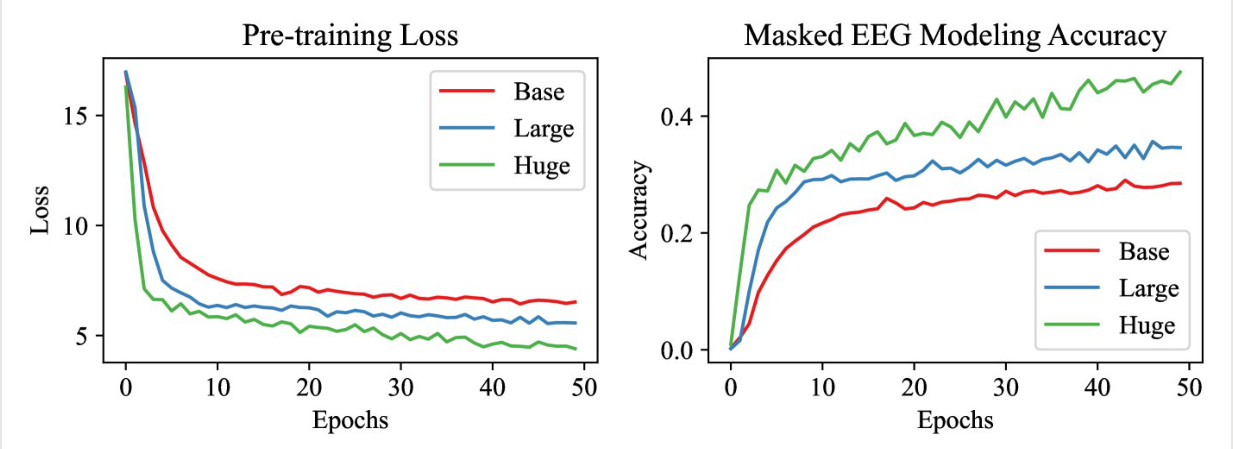 Pre-training Loss
15
10
5
Loss
Base
Large
Huge
0 10 20 30 40 50
Epochs
Masked EEG Modeling Accuracy
0.4
0.2
0.0
Accuracy
Base
Large
Huge
0 10 20 30 40 50
Epochs